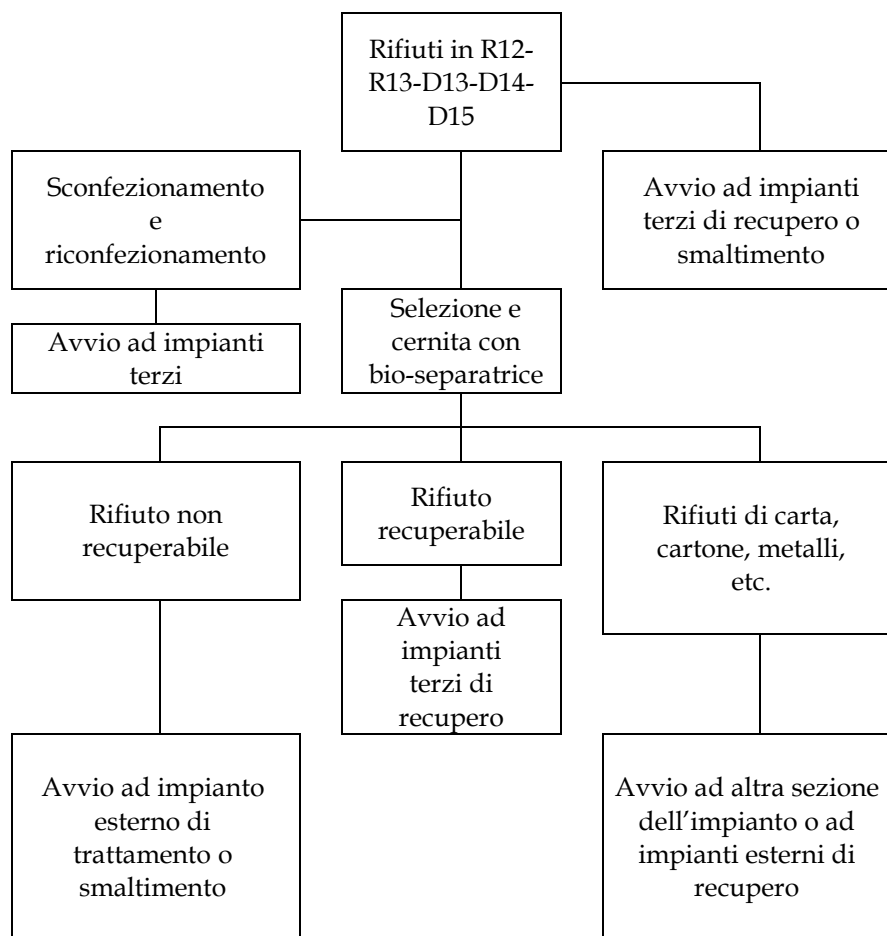 Rifiuti in R12-
R13-D13-D14-
D15
Sconfezionamento
e
riconfezionamento
Avvio ad impianti
terzi di recupero o
smaltimento
Avvio ad impianti
terzi
Selezione e
cernita con
bio-separatrice
Rifiuto non
recuperabile
Rifiuto
recuperabile
Rifiuti di carta,
cartone, metalli,
etc.
Avvio ad
impianti
terzi di
recupero
Avvio ad impianto
esterno di
trattamento o
smaltimento
Avvio ad altra sezione
dell’impianto o ad
impianti esterni di
recupero